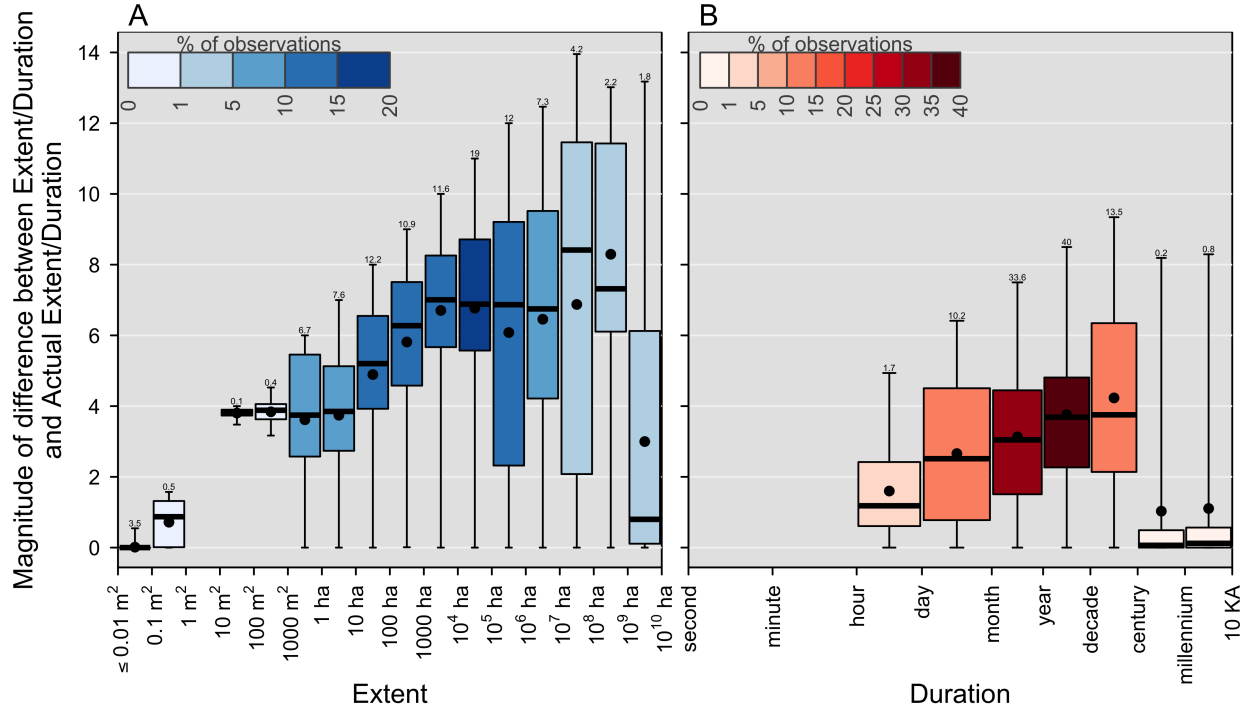 A
B
Magnitude of difference between Extent/Duration
and Actual Extent/Duration
% of observations
0 1 5 10 15 20
% of observations
0 1 5 10 15 20 25 30 35 40
14
12
10
8
6
4
2
0
3.5 0.5 0.1 0.4 6.7 7.6 12.2 10.9 11.6 19 12 7.3 4.2 2.2 1.8
1.7 10.2 33.6 40 13.5 0.2 0.8
≤ 0.01 m²
0.1 m²
1 m²
10 m²
100 m²
1000 m²
1 ha
10 ha
100 ha
1000 ha
10⁴ ha
10⁵ ha
10⁶ ha
10⁷ ha
10⁸ ha
10⁹ ha
10¹⁰ ha
second
minute
hour
day
month
year
decade
century
millennium
10 KA
Extent
Duration